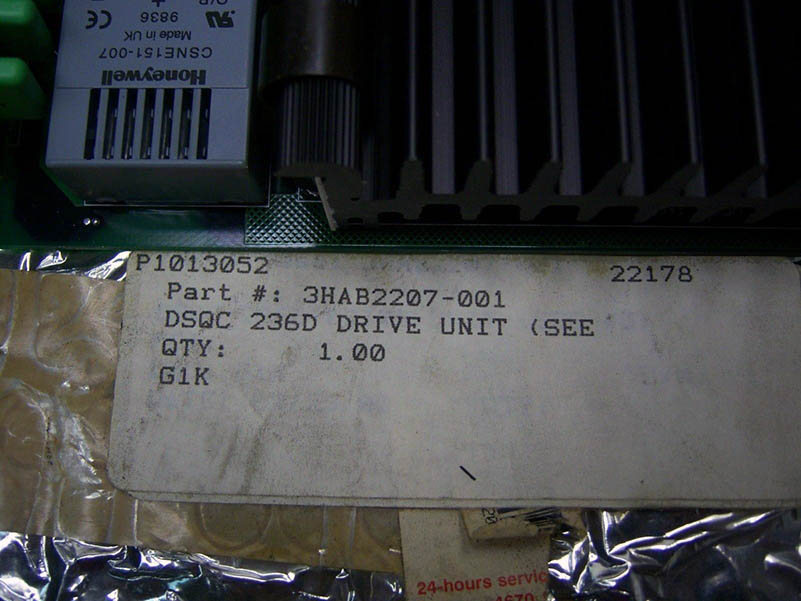 9836
Made in UK
CSNE151-007
Honeywell
P1013052 22178
Part #: 3HAB2207-001
DSQC 236D DRIVE UNIT (SEE
QTY: 1.00
G1K
20
24-hours servic